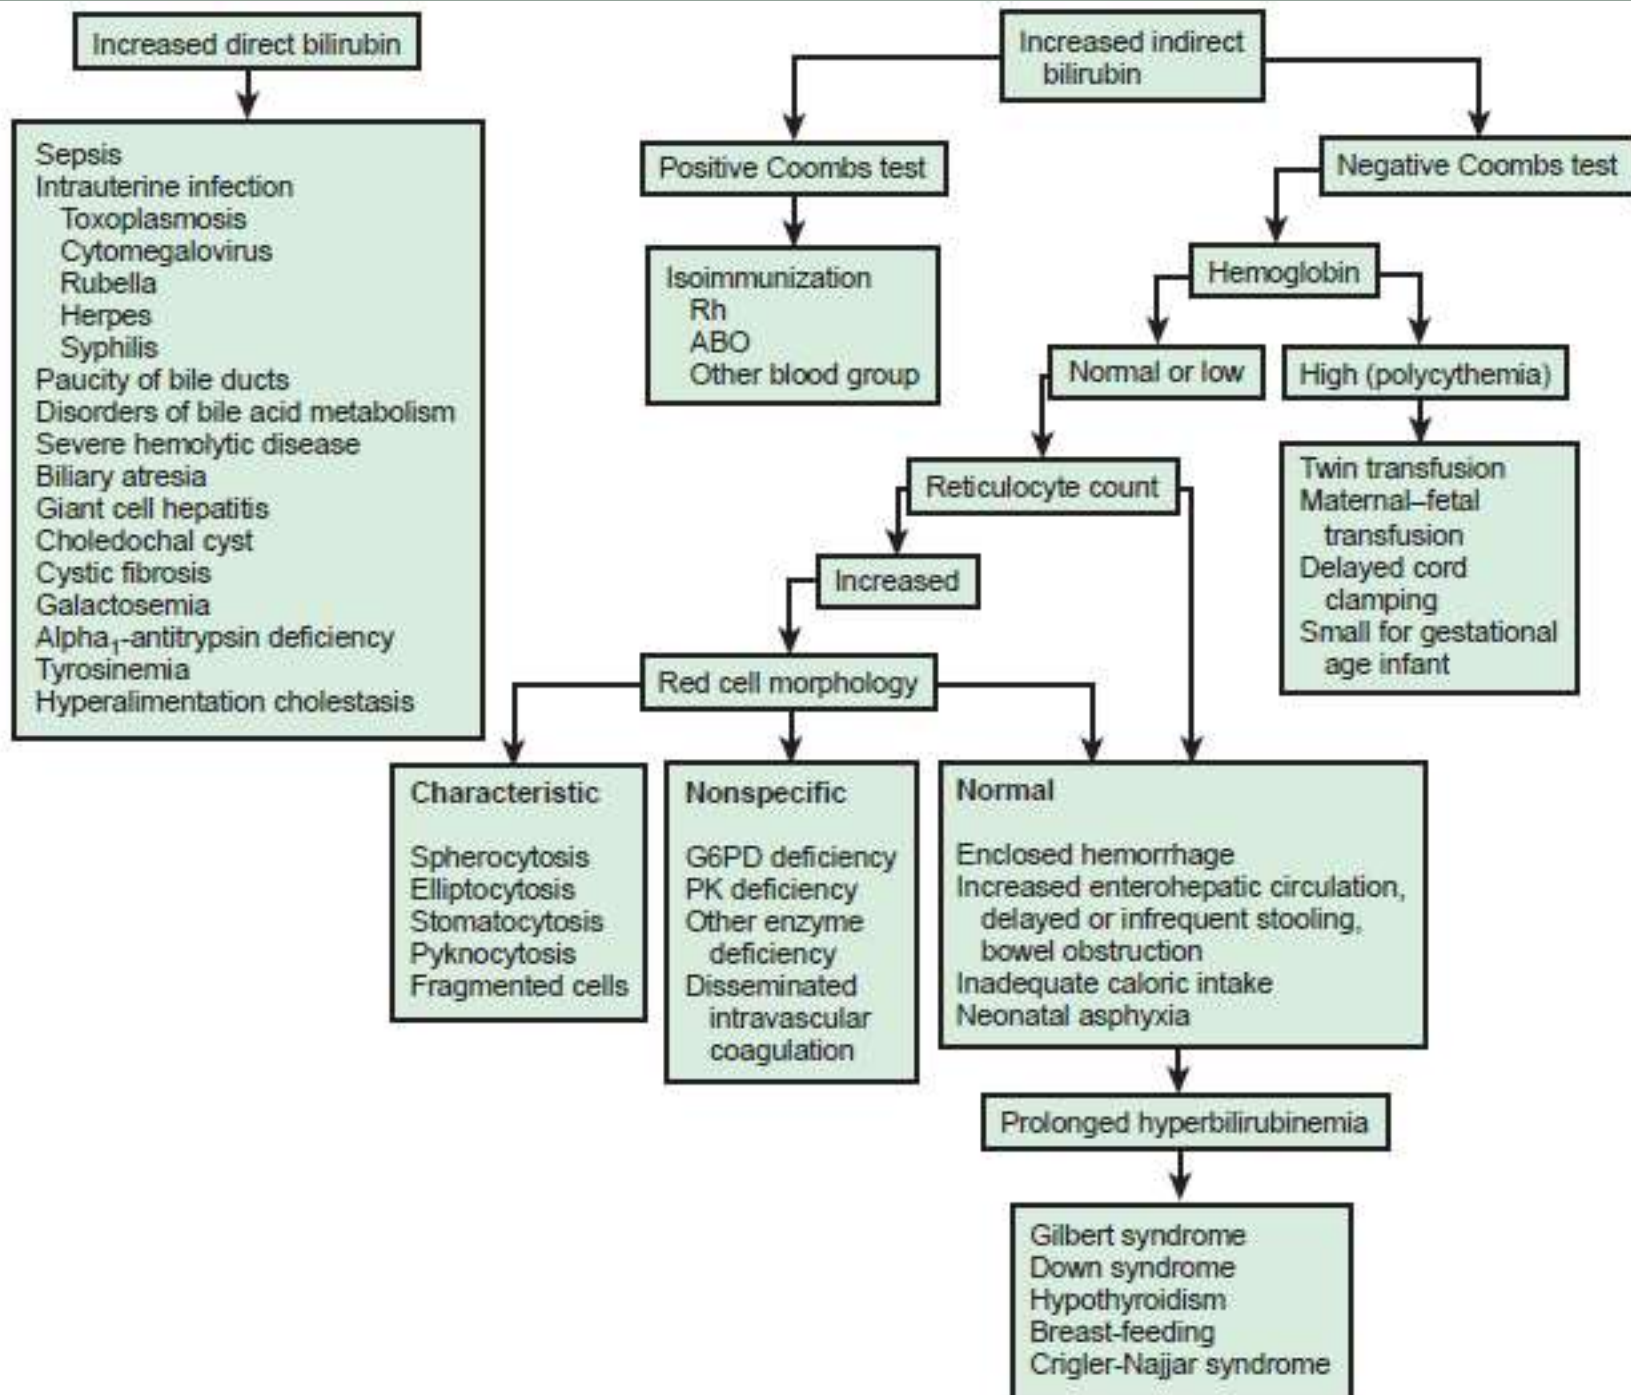 Increased direct bilirubin
Sepsis
Intrauterine infection
Toxoplasmosis
Cytomegalovirus
Rubella
Herpes
Syphilis
Paucity of bile ducts
Disorders of bile acid metabolism
Severe hemolytic disease
Biliary atresia
Giant cell hepatitis
Choledochal cyst
Cystic fibrosis
Galactosemia
Alpha₁-antitrypsin deficiency
Tyrosinemia
Hyperalimentation cholestasis
Increased indirect
bilirubin
Positive Coombs test
Isoimmunization
Rh
ABO
Other blood group
Negative Coombs test
Hemoglobin
Normal or low
High (polycythemia)
Twin transfusion
Maternal–fetal
transfusion
Delayed cord
clamping
Small for gestational
age infant
Reticulocyte count
Increased
Red cell morphology
Characteristic
Spherocytosis
Elliptocytosis
Stomatocytosis
Pyknocytosis
Fragmented cells
Nonspecific
G6PD deficiency
PK deficiency
Other enzyme
deficiency
Disseminated
intravascular
coagulation
Normal
Enclosed hemorrhage
Increased enterohepatic circulation,
delayed or infrequent stooling,
bowel obstruction
Inadequate caloric intake
Neonatal asphyxia
Prolonged hyperbilirubinemia
Gilbert syndrome
Down syndrome
Hypothyroidism
Breast-feeding
Crigler-Najjar syndrome